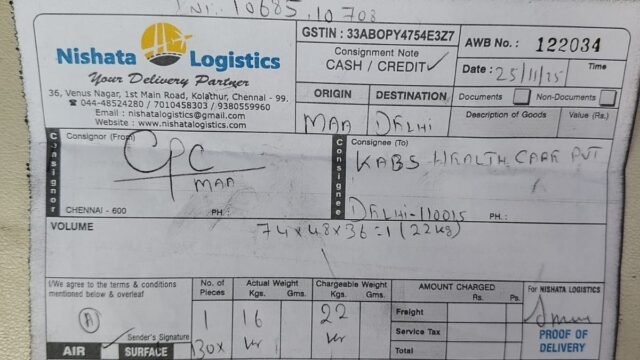 Inv. 10685, 10703
Nishata Logistics
Your Delivery Partner
36, Venus Nagar, 1st Main Road, Kolathur, Chennai - 99.
☎ 044-48524280 / 7010458303 / 9380559960
Email : nishatalogistics@gmail.com
Website : www.nishatalogistics.com
GSTIN : 33ABOPY4754E3Z7
Consignment Note
CASH / CREDIT ✓
AWB No. : 122034
Date : 25/11/25 Time
ORIGIN DESTINATION
MAA DELHI
Documents Non-Documents
Description of Goods Value (Rs.)
Consignor
Consignor (From)
CPC
MAA
CHENNAI - 600 PH :
Consignee
Consignee (To)
KABS HEALTH CARE PVT
DELHI-110015 PH. :
VOLUME
74x48x36=1 (22kg)
I/We agree to the terms & conditions
mentioned below & overleaf
A
Sender's Signature
AIR SURFACE
No. of Pieces
1
BOX
Actual Weight
Kgs. Gms.
16
Chargeable Weight
Kgs. Gms.
22
AMOUNT CHARGED
Rs. Ps.
Freight
Service Tax
Total
For NISHATA LOGISTICS
PROOF OF
DELIVERY